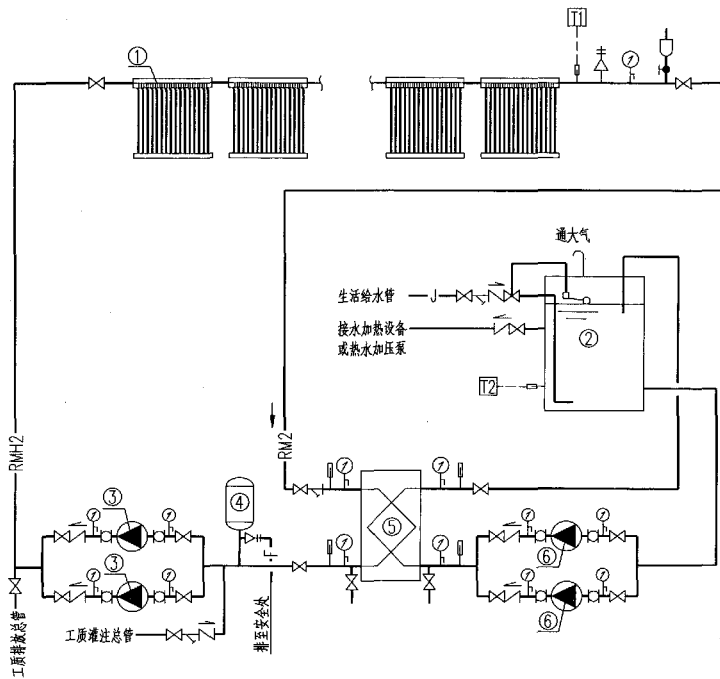 T1
①
通大气
生活给水管
J
接水加热设备
或热水加压泵
②
T2
RMH2
RM2
③
④
⑤
⑥
F
③
⑥
工质灌注总管
工质排放总管
排至安全处